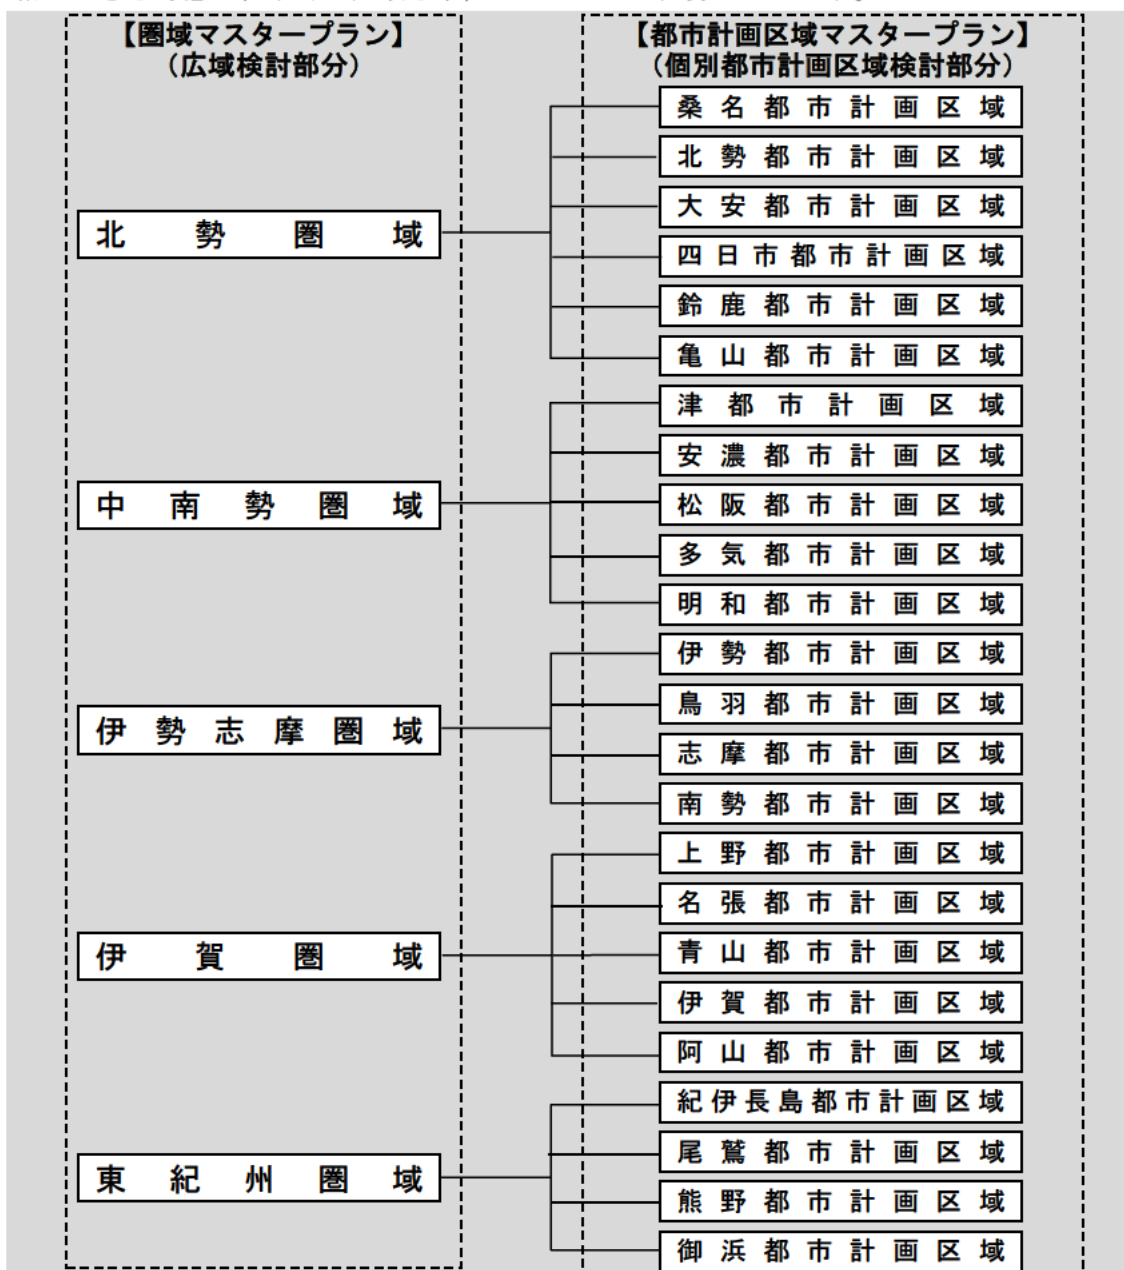 【圏域マスタープラン】
（広域検討部分）
【都市計画区域マスタープラン】
（個別都市計画区域検討部分）
北勢圏域
桑名都市計画区域
北勢都市計画区域
大安都市計画区域
四日市都市計画区域
鈴鹿都市計画区域
亀山都市計画区域
中南勢圏域
津都市計画区域
安濃都市計画区域
松阪都市計画区域
多気都市計画区域
明和都市計画区域
伊勢志摩圏域
伊勢都市計画区域
鳥羽都市計画区域
志摩都市計画区域
南勢都市計画区域
伊賀圏域
上野都市計画区域
名張都市計画区域
青山都市計画区域
伊賀都市計画区域
阿山都市計画区域
東紀州圏域
紀伊長島都市計画区域
尾鷲都市計画区域
熊野都市計画区域
御浜都市計画区域